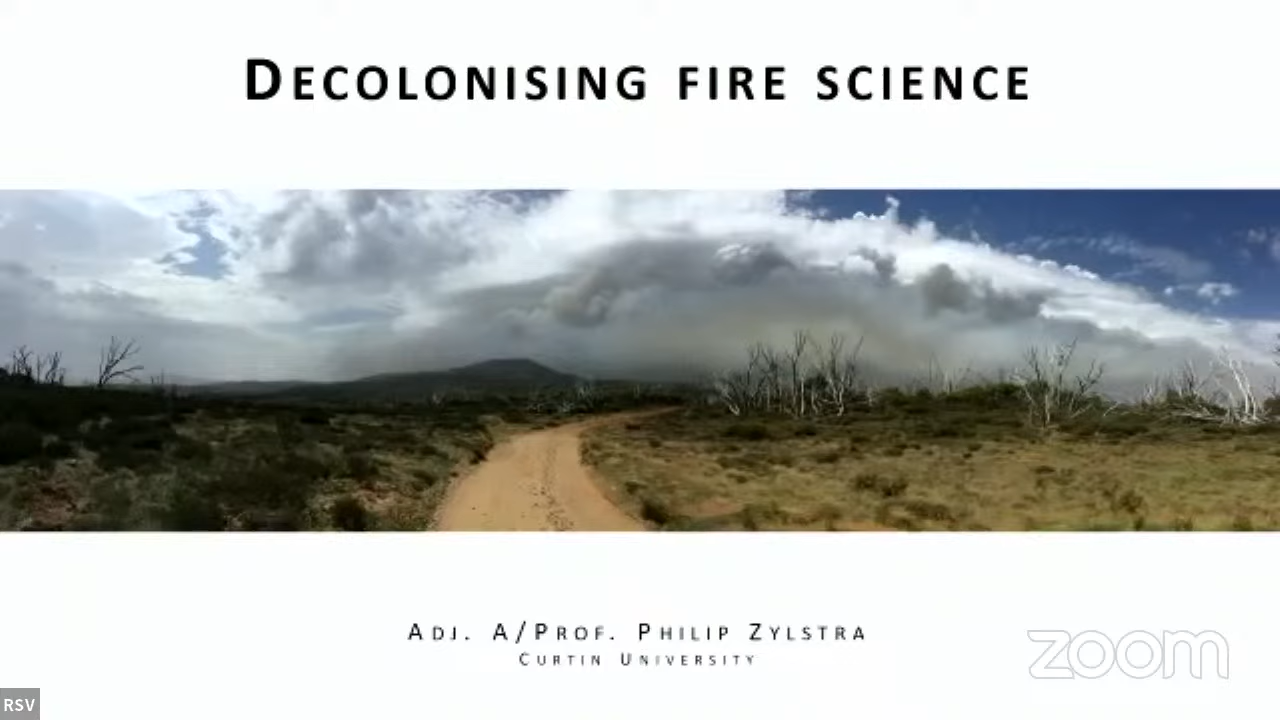 DECOLONISING FIRE SCIENCE
ADJ. A/PROF. PHILIP ZYLSTRA
CURTIN UNIVERSITY
zoom
RSV